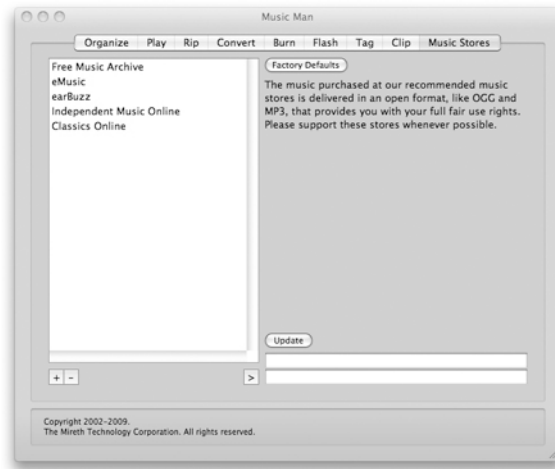 Music Man
Organize Play Rip Convert Burn Flash Tag Clip Music Stores
Free Music Archive
eMusic
earBuzz
Independent Music Online
Classics Online
Factory Defaults
The music purchased at our recommended music
stores is delivered in an open format, like OGG and
MP3, that provides you with your full fair use rights.
Please support these stores whenever possible.
Update
+ - >
Copyright 2002-2009.
The Mireth Technology Corporation. All rights reserved.